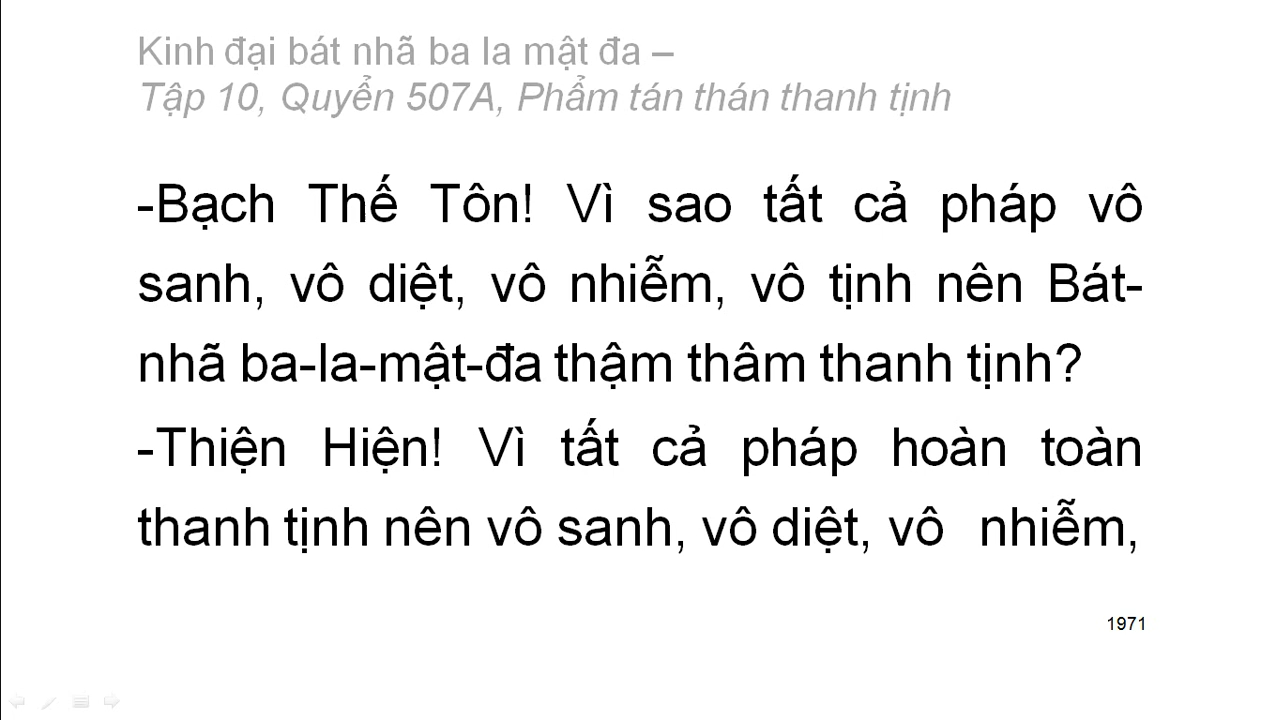 Kinh đại bát nhã ba la mật đa –
Tập 10, Quyển 507A, Phẩm tán thán thanh tịnh
-Bạch Thế Tôn! Vì sao tất cả pháp vô
sanh, vô diệt, vô nhiễm, vô tịnh nên Bát-
nhã ba-la-mật-đa thậm thâm thanh tịnh?
-Thiện Hiện! Vì tất cả pháp hoàn toàn
thanh tịnh nên vô sanh, vô diệt, vô nhiễm,
1971